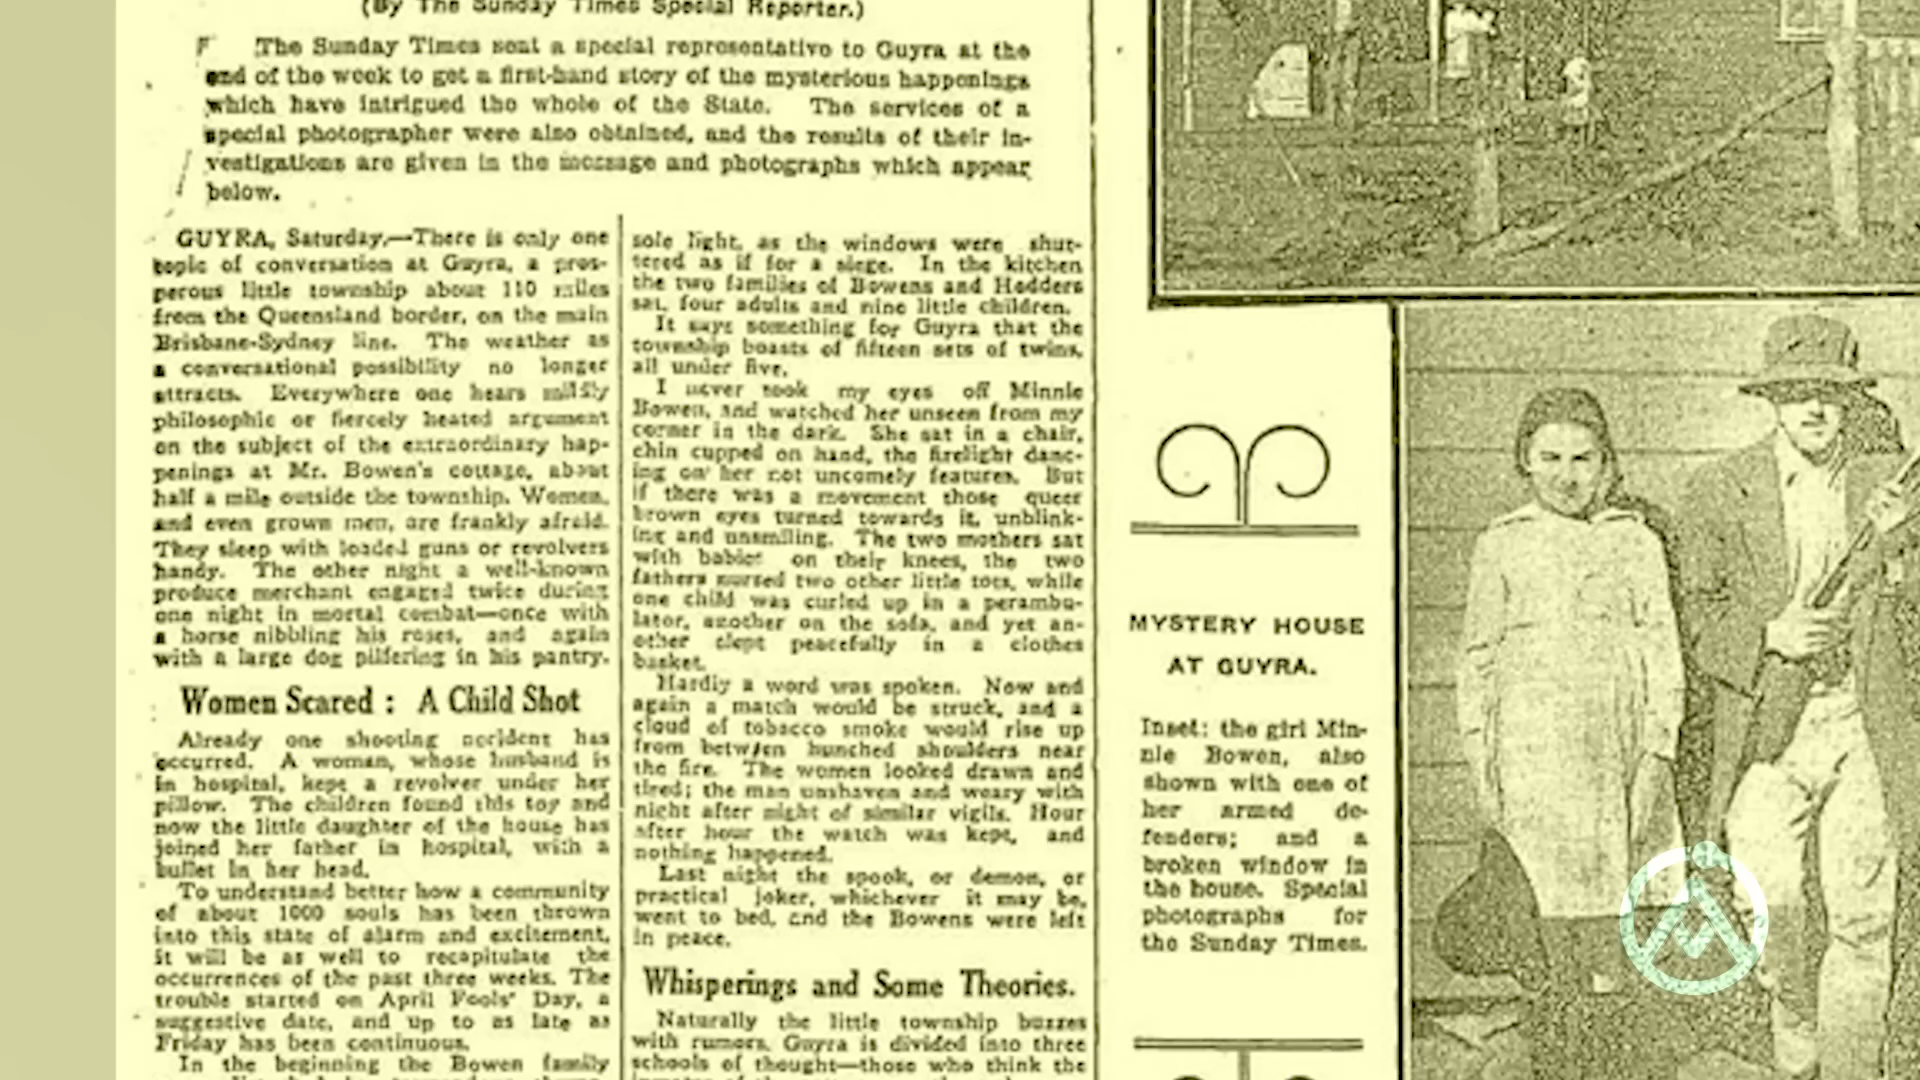 (By The Sunday Times Special Reporter.)
The Sunday Times sent a special representative to Guyra at the
end of the week to get a first-hand story of the mysterious happenings
which have intrigued the whole of the State. The services of a
special photographer were also obtained, and the results of their in-
vestigations are given in the message and photographs which appear
below.
GUYRA, Saturday.—There is only one
topic of conversation at Guyra, a pros-
perous little township about 110 miles
from the Queensland border, on the main
Brisbane-Sydney line. The weather as
a conversational possibility no longer
attracts. Everywhere one hears mildly
philosophic or fiercely heated argument
on the subject of the extraordinary hap-
penings at Mr. Bowen's cottage, about
half a mile outside the township. Women,
and even grown men, are frankly afraid.
They sleep with loaded guns or revolvers
handy. The other night a well-known
produce merchant engaged twice during
one night in mortal combat—once with
a horse nibbling his roses, and again
with a large dog pilfering in his pantry.
Women Scared: A Child Shot
Already one shooting accident has
occurred. A woman, whose husband is
in hospital, kept a revolver under her
pillow. The children found this toy and
now the little daughter of the house has
joined her father in hospital, with a
bullet in her head.
To understand better how a community
of about 1000 souls has been thrown
into this state of alarm and excitement,
it will be as well to recapitulate the
occurrences of the past three weeks. The
trouble started on April Fools' Day, a
suggestive date, and up to as late as
Friday has been continuous.
In the beginning the Bowen family
sole light, as the windows were shut-
tered as if for a siege. In the kitchen
the two families of Bowens and Hodders
sat, four adults and nine little children.
It says something for Guyra that the
township boasts of fifteen sets of twins,
all under five.
I never took my eyes off Minnie
Bowen, and watched her unseen from my
corner in the dark. She sat in a chair,
chin cupped on hand, the firelight danc-
ing on her not uncomely features. But
if there was a movement those queer
brown eyes turned towards it, unblink-
ing and unsmiling. The two mothers sat
with babies on their knees, the two
fathers nursed two other little tots, while
one child was curled up in a perambu-
lator, another on the sofa, and yet an-
other slept peacefully in a clothes
basket.
Hardly a word was spoken. Now and
again a match would be struck, and a
cloud of tobacco smoke would rise up
from between hunched shoulders near
the fire. The women looked drawn and
tired; the man unshaven and weary with
night after night of similar vigils. Hour
after hour the watch was kept, and
nothing happened.
Last night the spook, or demon, or
practical joker, whichever it may be,
went to bed, and the Bowens were left
in peace.
Whisperings and Some Theories.
Naturally the little township buzzes
with rumors. Guyra is divided into three
schools of thought—those who think the
MYSTERY HOUSE
AT GUYRA.
Inset: the girl Min-
nie Bowen, also
shown with one of
her armed de-
fenders; and a
broken window in
the house. Special
photographs for
the Sunday Times.